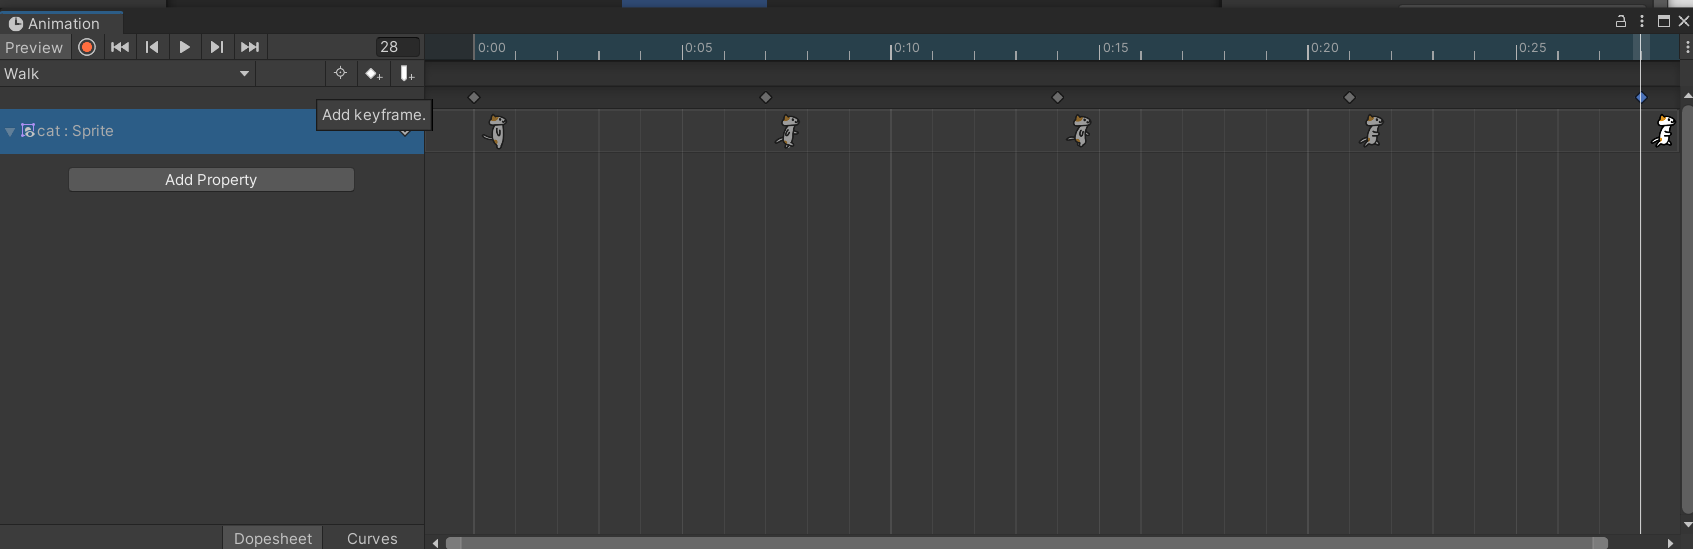 Animation
Preview
28
0:00
0:05
0:10
0:15
0:20
0:25
Walk
Add keyframe.
cat : Sprite
Add Property
Dopesheet
Curves